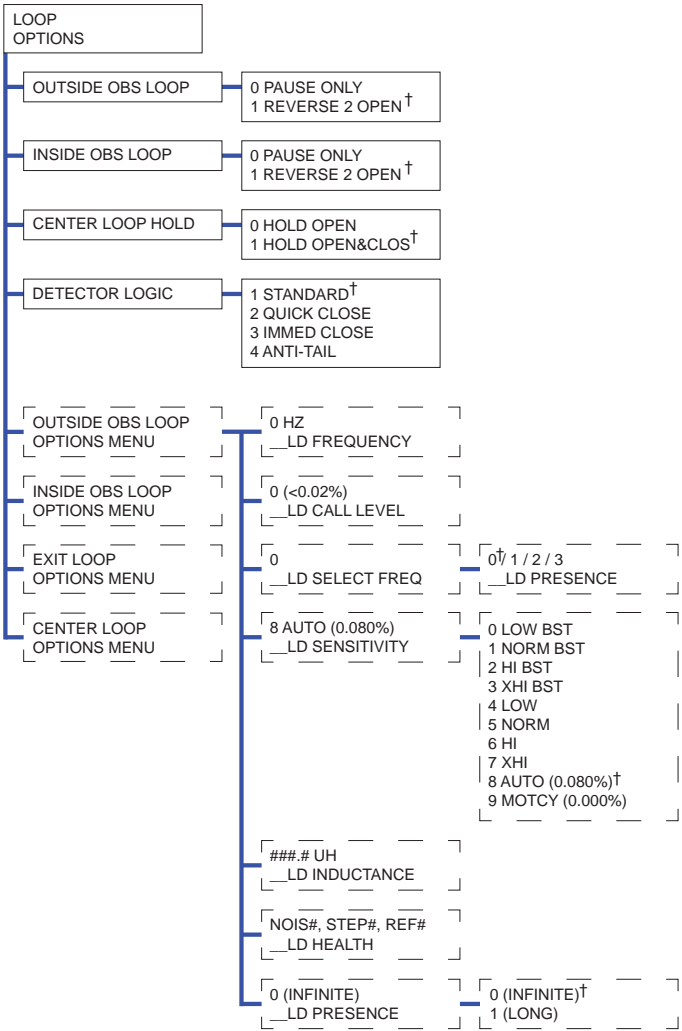 LOOP
OPTIONS
OUTSIDE OBS LOOP
0 PAUSE ONLY
1 REVERSE 2 OPEN†
INSIDE OBS LOOP
0 PAUSE ONLY
1 REVERSE 2 OPEN†
CENTER LOOP HOLD
0 HOLD OPEN
1 HOLD OPEN&CLOS†
DETECTOR LOGIC
1 STANDARD†
2 QUICK CLOSE
3 IMMED CLOSE
4 ANTI-TAIL
OUTSIDE OBS LOOP
OPTIONS MENU
0 HZ
__LD FREQUENCY
INSIDE OBS LOOP
OPTIONS MENU
0 (<0.02%)
__LD CALL LEVEL
EXIT LOOP
OPTIONS MENU
0
__LD SELECT FREQ
0†/ 1 / 2 / 3
__LD PRESENCE
CENTER LOOP
OPTIONS MENU
8 AUTO (0.080%)
__LD SENSITIVITY
0 LOW BST
1 NORM BST
2 HI BST
3 XHI BST
4 LOW
5 NORM
6 HI
7 XHI
8 AUTO (0.080%)†
9 MOTCY (0.000%)
###.# UH
__LD INDUCTANCE
NOIS#, STEP#, REF#
__LD HEALTH
0 (INFINITE)
__LD PRESENCE
0 (INFINITE)†
1 (LONG)